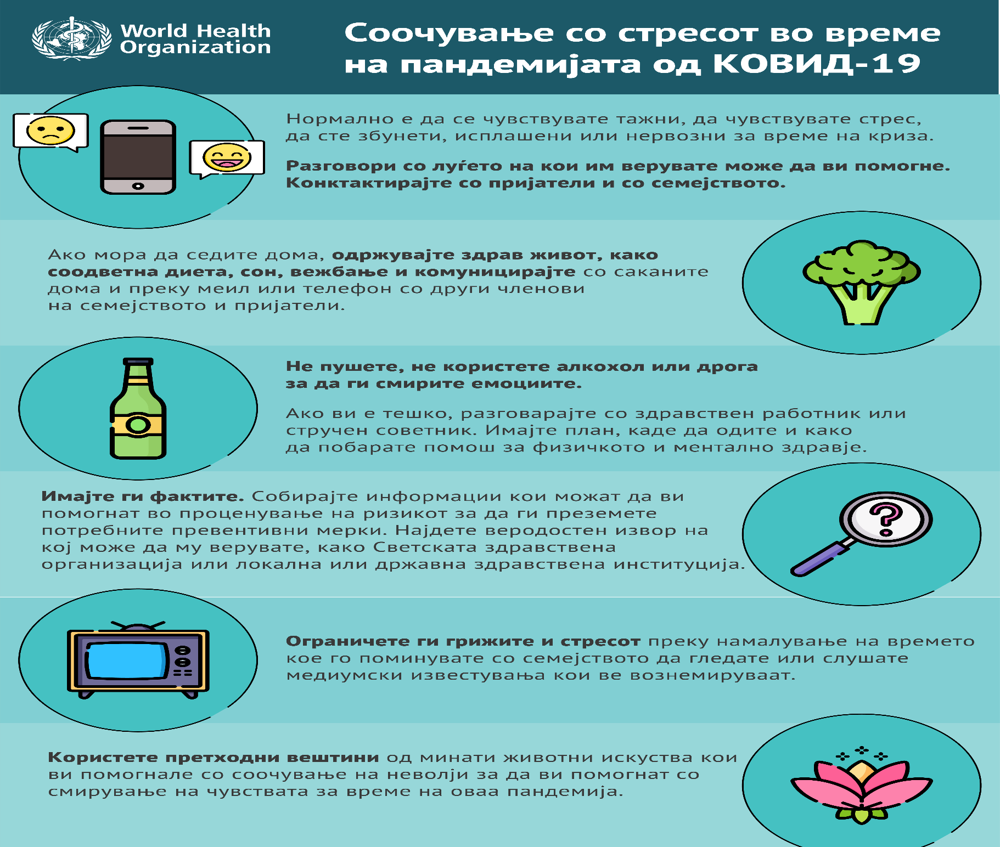 World Health
Organization
Соочување со стресот во време
на пандемијата од КОВИД-19
Нормално е да се чувствувате тажни, да чувствувате стрес,
да сте збунети, исплашени или нервозни за време на криза.
Разговори со луѓето на кои им верувате може да ви помогне.
Конктактирајте со пријатели и со семејството.
Ако мора да седите дома, одржувајте здрав живот, како
соодветна диета, сон, вежбање и комуницирајте со саканите
дома и преку меил или телефон со други членови
на семејството и пријатели.
Не пушете, не користете алкохол или дрога
за да ги смирите емоциите.
Ако ви е тешко, разговарајте со здравствен работник или
стручен советник. Имајте план, каде да одите и како
да побарате помош за физичкото и ментално здравје.
Имајте ги фактите. Собирајте информации кои можат да ви
помогнат во проценување на ризикот за да ги преземете
потребните превентивни мерки. Најдете веродостен извор на
кој може да му верувате, како Светската здравствена
организација или локална или државна здравствена институција.
Ограничете ги грижите и стресот преку намалување на времето
кое го поминувате со семејството да гледате или слушате
медиумски известувања кои ве вознемируваат.
Користете претходни вештини од минати животни искуства кои
ви помогнале со соочување на неволји за да ви помогнат со
смирување на чувствата за време на оваа пандемија.